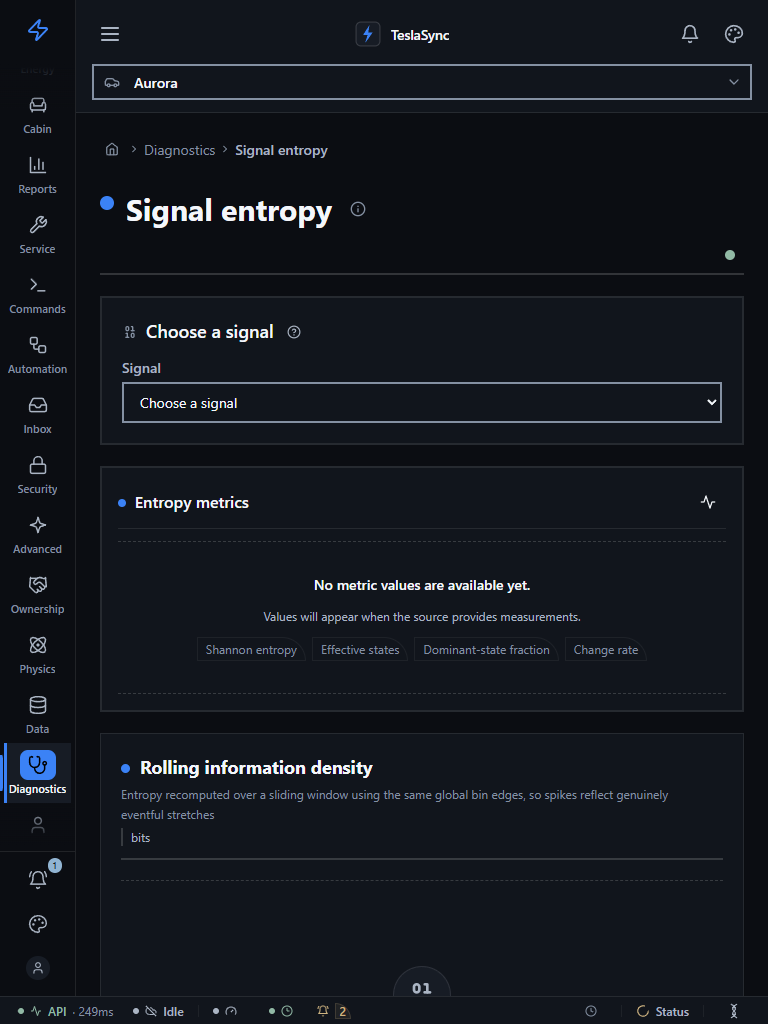 TeslaSync
Aurora
Energy
Cabin
Reports
Service
Commands
Automation
Inbox
Security
Advanced
Ownership
Physics
Data
Diagnostics
1
Diagnostics
Signal entropy
Signal entropy
01
10
Choose a signal
Signal
Choose a signal
Entropy metrics
No metric values are available yet.
Values will appear when the source provides measurements.
Shannon entropy
Effective states
Dominant-state fraction
Change rate
Rolling information density
Entropy recomputed over a sliding window using the same global bin edges, so spikes reflect genuinely
eventful stretches
bits
01
API · 249ms
Idle
2
Status